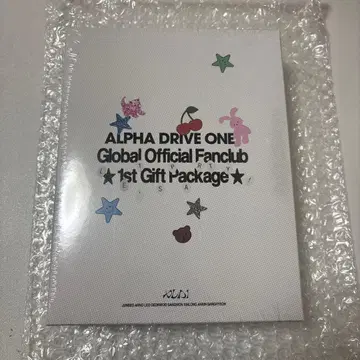 ALPHA DRIVE ONE
Global Official Fanclub
★1st Gift Package★